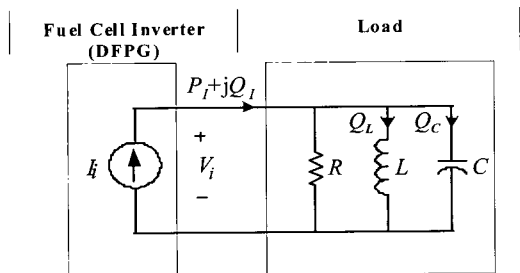 Fuel Cell Inverter
(DFPG)
Load
P_I+jQ_I
Q_L
Q_C
+
V_i
−
I_i
R
L
C